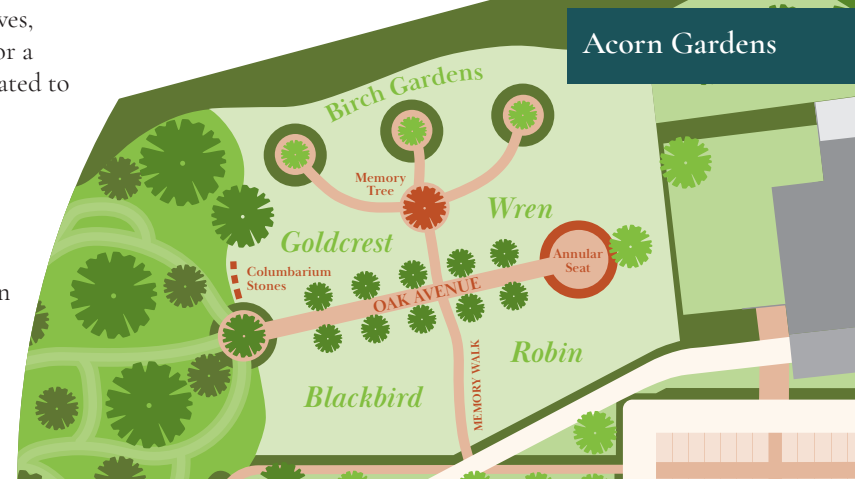 ves,
or a
ated to
n
Acorn Gardens
Birch Gardens
Memory
Tree
Wren
Goldcrest
Columbarium
Stones
Annular
Seat
OAK AVENUE
Robin
MEMORY WALK
Blackbird